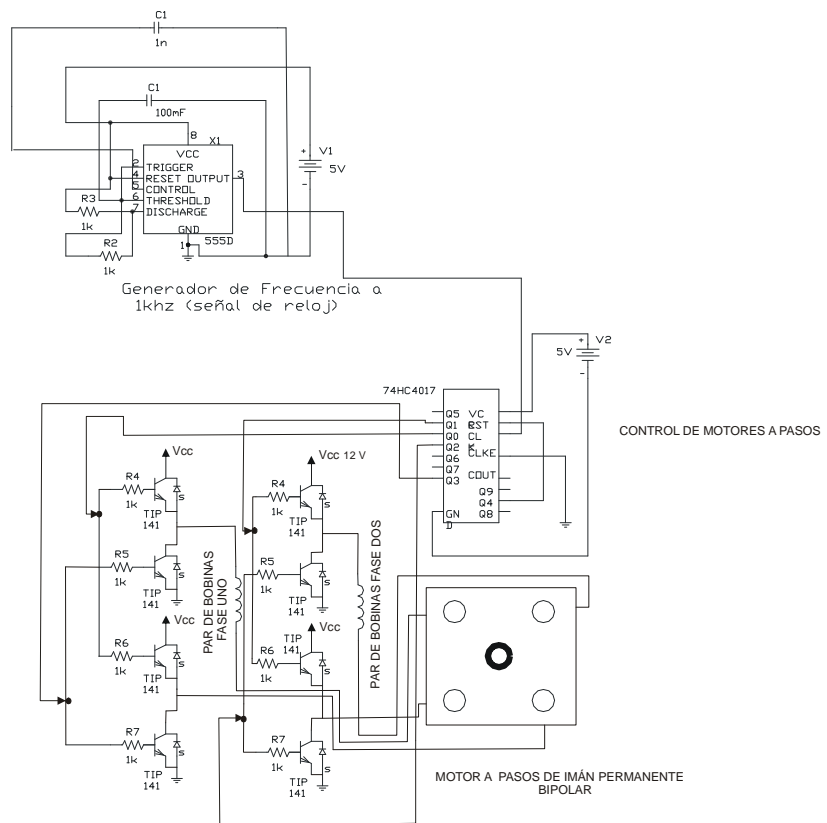 C1
1n
C1
100mF
8
X1
VCC
2 TRIGGER
4 RESET OUTPUT 3
5 CONTROL
6 THRESHOLD
7 DISCHARGE
GND
1
555D
R3
1k
R2
1k
+ V1
5V
-
Generador de Frecuencia a
1khz (señal de reloj)
+ V2
5V
-
74HC4017
Q5 VC
Q1 RST
Q0 CL
Q2 K
Q6 CLKE
Q7
Q3 COUT
Q9
Q4
GN Q8
D
CONTROL DE MOTORES A PASOS
Vcc
R4
1k
TIP
141
S
R5
1k
TIP
141
S
Vcc
R6
1k
TIP
141
S
R7
1k
TIP
141
S
PAR DE BOBINAS
FASE UNO
Vcc 12 V
R4
1k
TIP
141
S
R5
1k
TIP
141
S
Vcc
R6
1k
TIP
141
S
R7
1k
TIP
141
S
PAR DE BOBINAS FASE DOS
MOTOR A PASOS DE IMÁN PERMANENTE
BIPOLAR